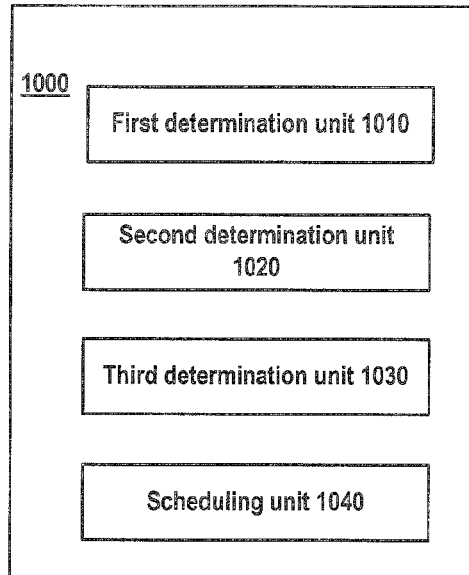 1000
First determination unit 1010
Second determination unit
1020
Third determination unit 1030
Scheduling unit 1040